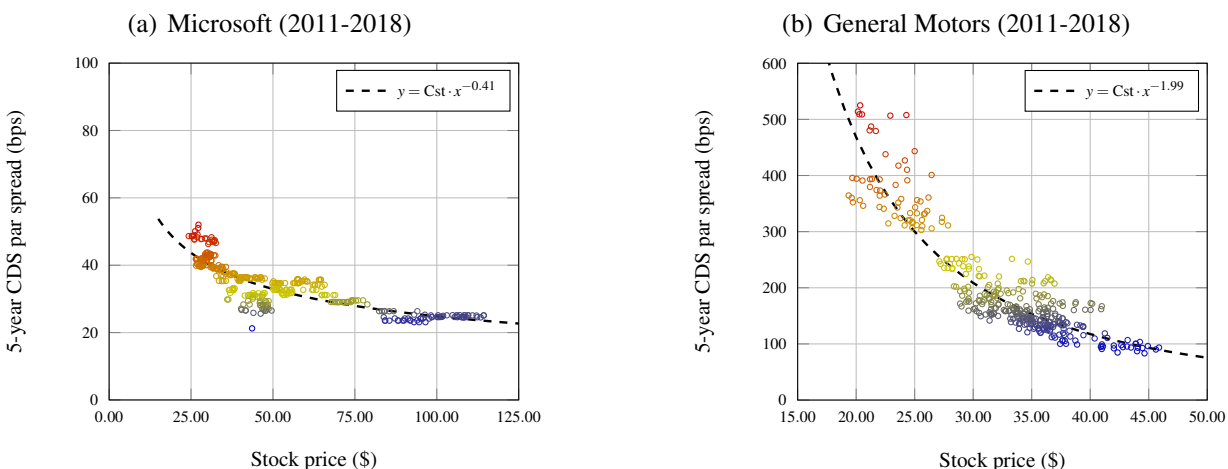 (a) Microsoft (2011-2018)
100
80
60
40
20
0
0.00 25.00 50.00 75.00 100.00 125.00
5-year CDS par spread (bps)
Stock price ($)
y = Cst · x^−0.41
(b) General Motors (2011-2018)
600
500
400
300
200
100
0
15.00 20.00 25.00 30.00 35.00 40.00 45.00 50.00
5-year CDS par spread (bps)
Stock price ($)
y = Cst · x^−1.99